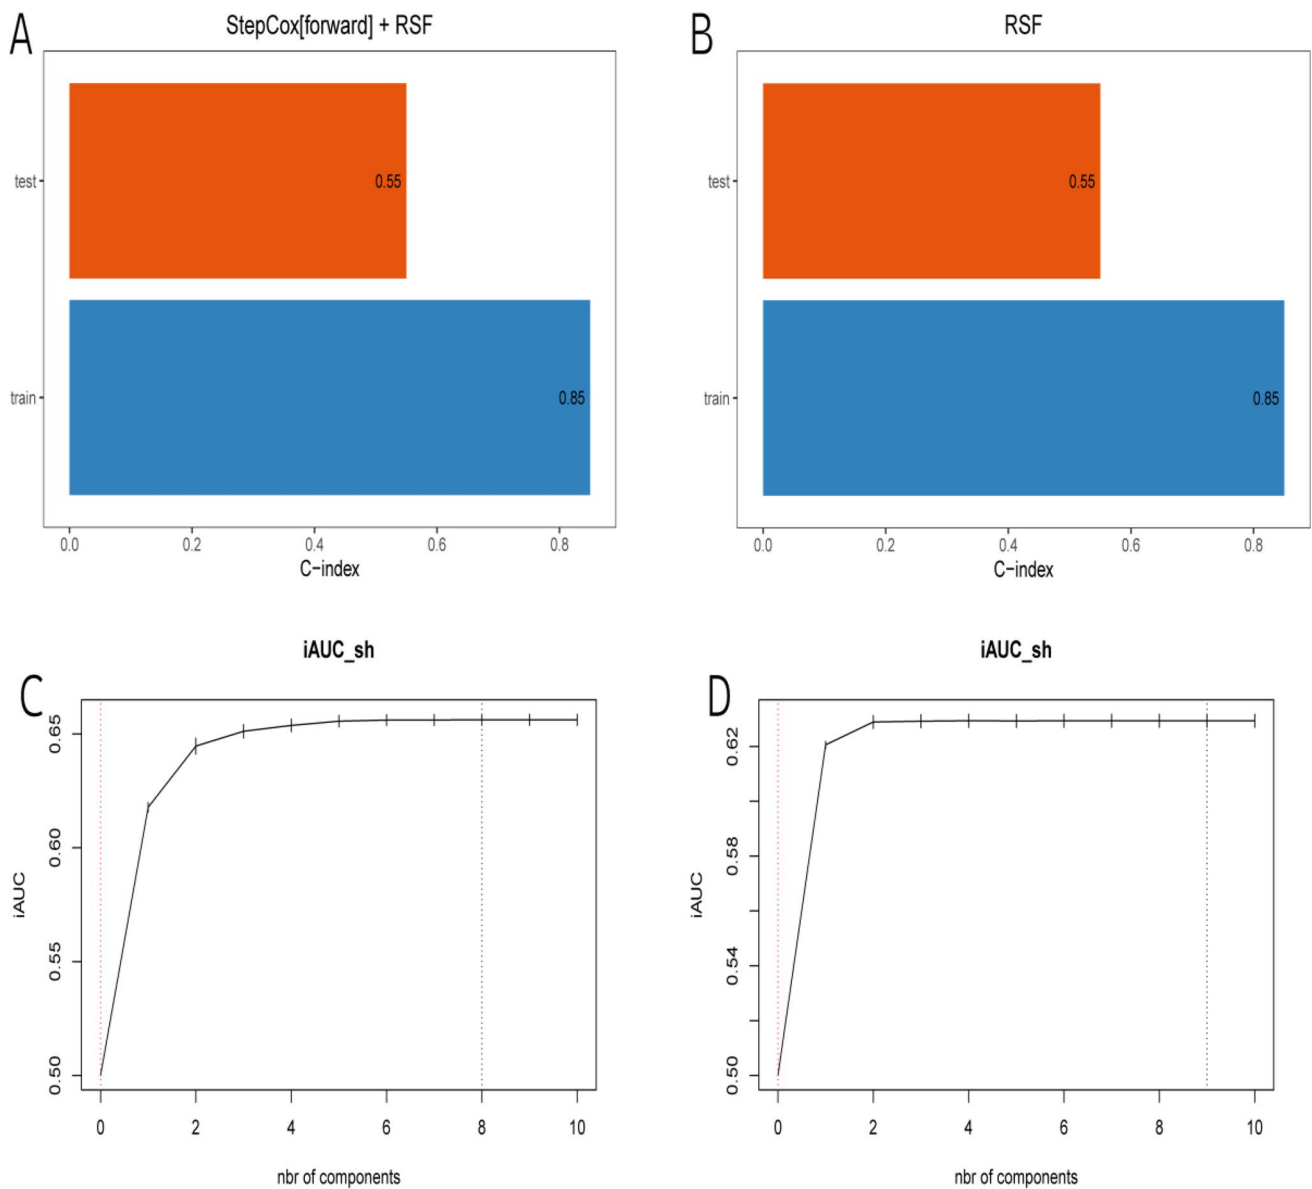 A
StepCox[forward] + RSF
test
0.55
train
0.85
0.0 0.2 0.4 0.6 0.8
C−index
B
RSF
test
0.55
train
0.85
0.0 0.2 0.4 0.6 0.8
C−index
C
iAUC_sh
iAUC
0.65
0.60
0.55
0.50
0 2 4 6 8 10
nbr of components
D
iAUC_sh
iAUC
0.62
0.58
0.54
0.50
0 2 4 6 8 10
nbr of components